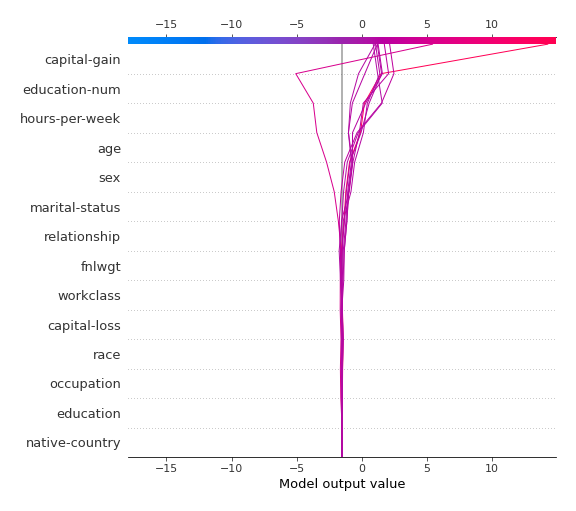 −15 −10 −5 0 5 10
capital-gain
education-num
hours-per-week
age
sex
marital-status
relationship
fnlwgt
workclass
capital-loss
race
occupation
education
native-country
−15 −10 −5 0 5 10
Model output value